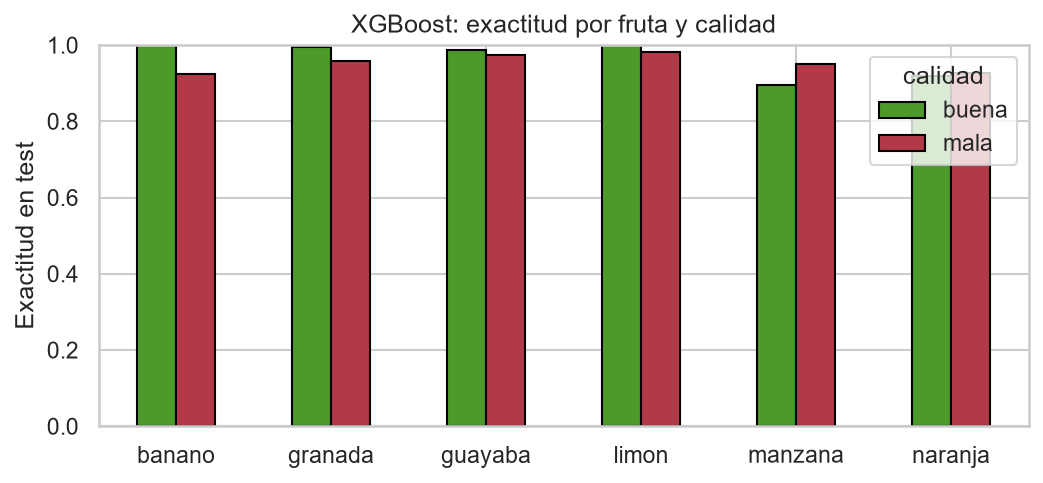 XGBoost: exactitud por fruta y calidad
Exactitud en test
1.0
0.8
0.6
0.4
0.2
0.0
calidad
buena
mala
banano granada guayaba limon manzana naranja